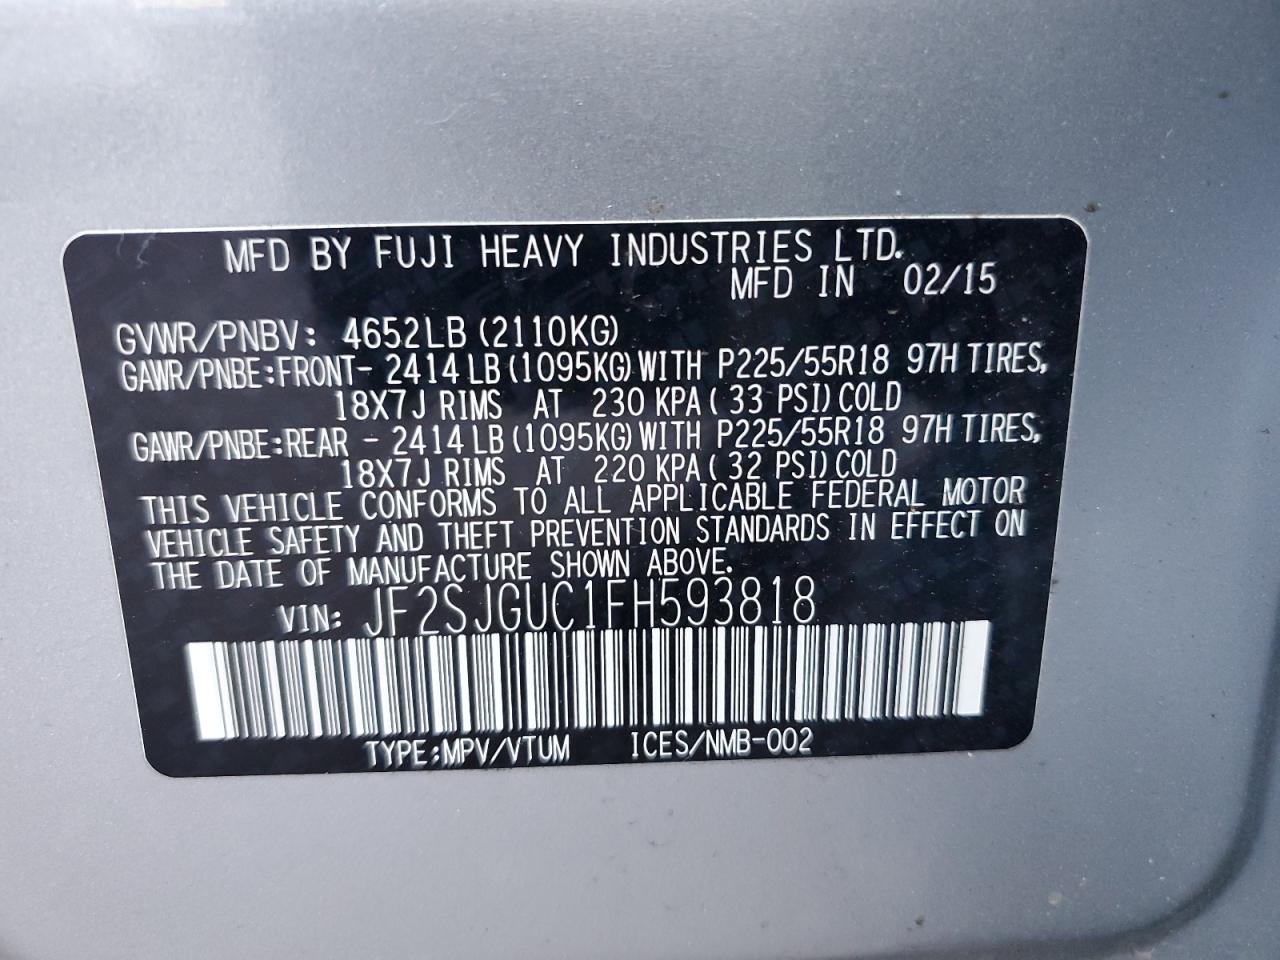 MFD BY FUJI HEAVY INDUSTRIES LTD.
MFD IN 02/15
GVWR/PNBV: 4652LB (2110KG)
GAWR/PNBE:FRONT- 2414LB (1095KG) WITH P225/55R18 97H TIRES,
18X7J RIMS AT 230 KPA ( 33 PSI) COLD
GAWR/PNBE:REAR - 2414LB (1095KG) WITH P225/55R18 97H TIRES,
18X7J RIMS AT 220 KPA ( 32 PSI) COLD
THIS VEHICLE CONFORMS TO ALL APPLICABLE FEDERAL MOTOR
VEHICLE SAFETY AND THEFT PREVENTION STANDARDS IN EFFECT ON
THE DATE OF MANUFACTURE SHOWN ABOVE.
VIN: JF2SJGUC1FH593818
TYPE:MPV/VTUM ICES/NMB-002